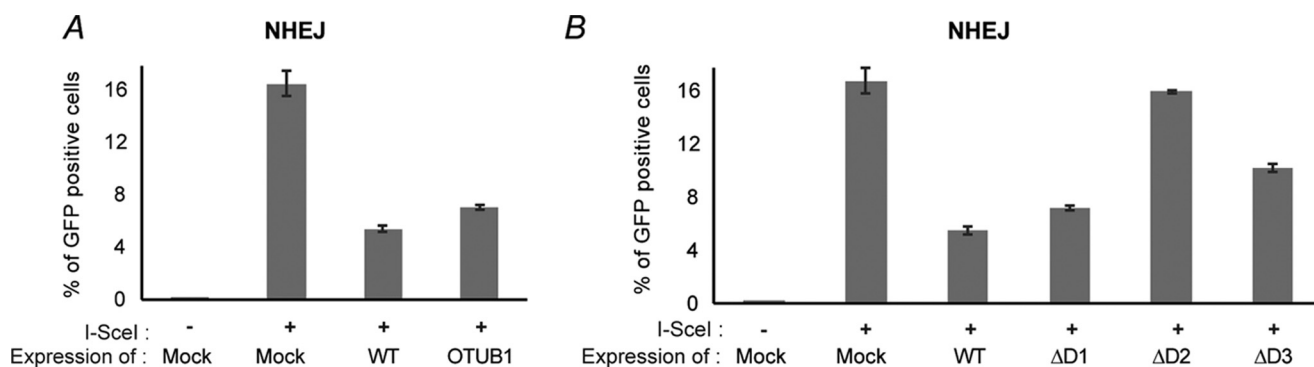 A
NHEJ
% of GFP positive cells
16
12
8
4
0
I-SceI : - + + +
Expression of : Mock Mock WT OTUB1
B
NHEJ
% of GFP positive cells
16
12
8
4
0
I-SceI : - + + + + +
Expression of : Mock Mock WT ΔD1 ΔD2 ΔD3